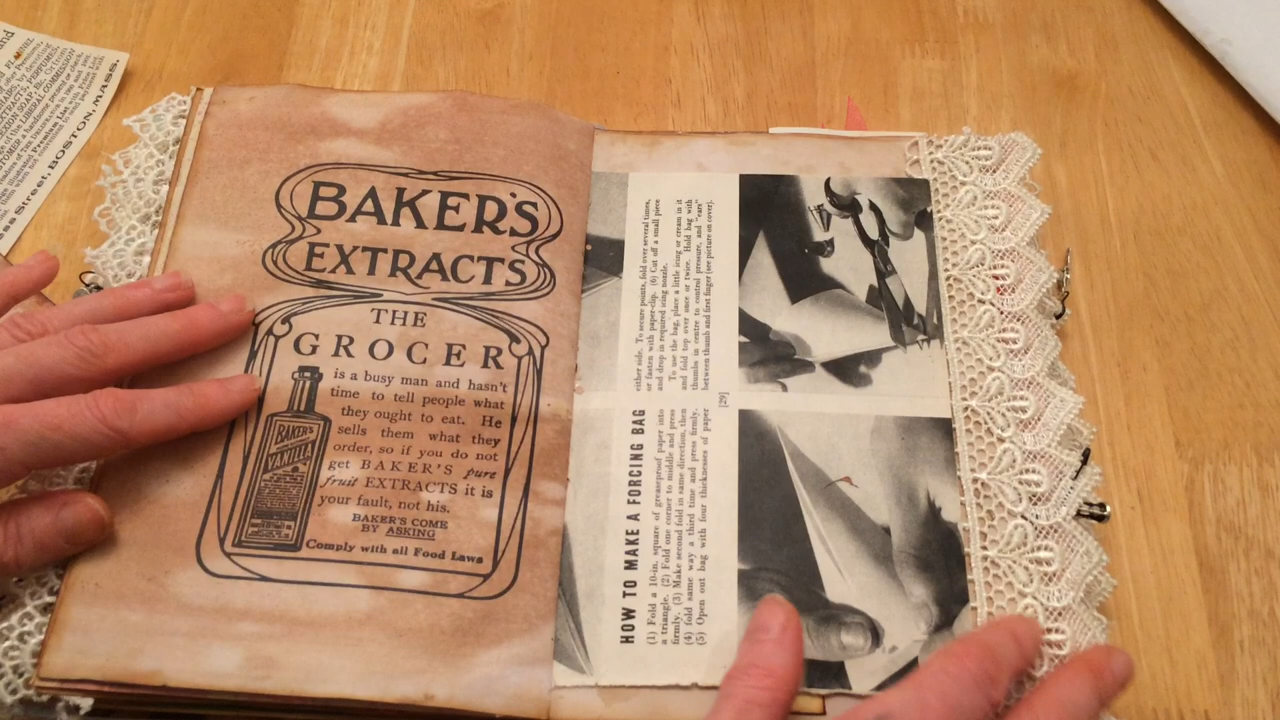 BAKER'S
EXTRACTS
THE
GROCER
is a busy man and hasn't
time to tell people what
they ought to eat. He
sells them what they
order, so if you do not
get BAKER'S pure
fruit EXTRACTS it is
your fault, not his.
BAKER'S COME
BY ASKING
Comply with all Food Laws
BAKER'S
VANILLA
HOW TO MAKE A FORCING BAG
(1) Fold a 10-in. square of greaseproof paper into
a triangle. (2) Fold one corner to middle and press
firmly. (3) Make second fold in same direction, then
(4) fold same way a third time and press firmly.
(5) Open out bag with four thicknesses of paper
either side. To secure points, fold over several times,
or fasten with paper-clip. (6) Cut off a small piece
and drop in required icing nozzle.
To use the bag, place a little icing or cream in it
and fold top over once or twice. Hold bag with
thumbs in centre to control pressure, and "ears"
between thumb and first finger (see picture on cover).
[29]
Street, BOSTON, MASS.